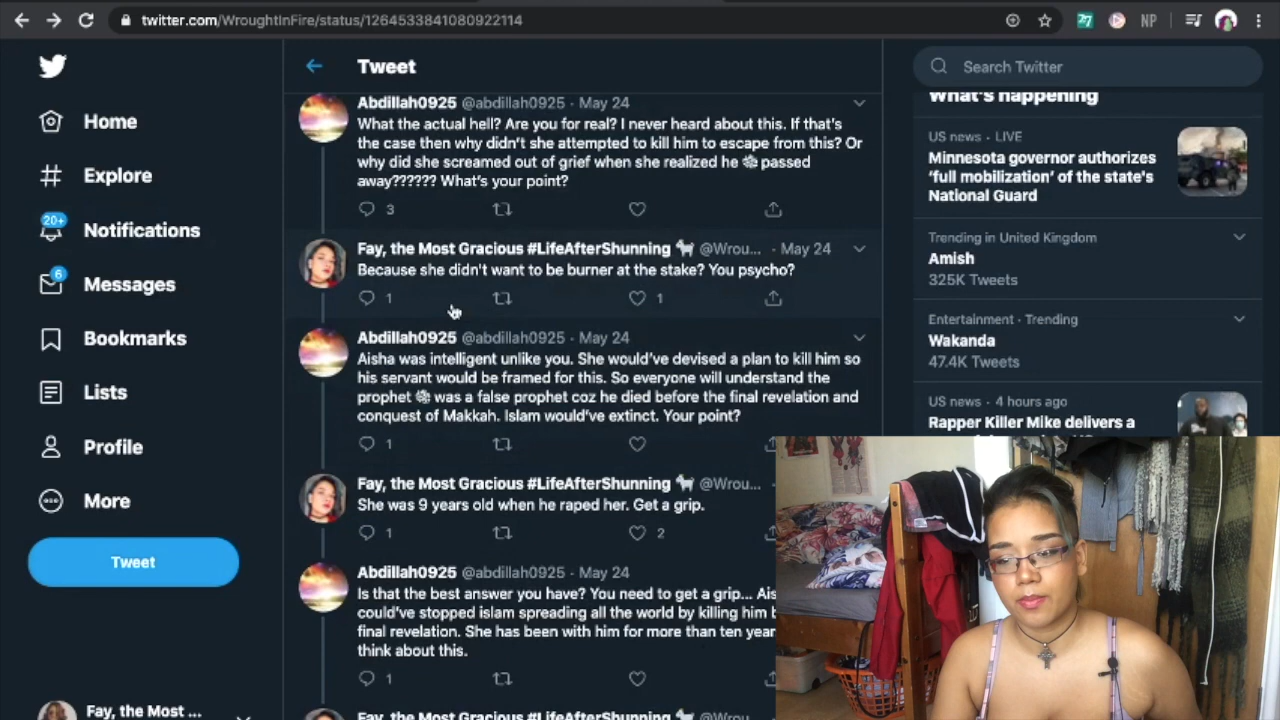 twitter.com/WroughtInFire/status/1264533841080922114
NP
Home
Explore
20+
Notifications
6
Messages
Bookmarks
Lists
Profile
More
Tweet
Fay, the Most ...
Tweet
Abdillah0925 @abdillah0925 · May 24
What the actual hell? Are you for real? I never heard about this. If that's
the case then why didn't she attempted to kill him to escape from this? Or
why did she screamed out of grief when she realized he ﷺ passed
away?????? What's your point?
3
Fay, the Most Gracious #LifeAfterShunning 🐐 @Wrou... · May 24
Because she didn't want to be burner at the stake? You psycho?
1 1
Abdillah0925 @abdillah0925 · May 24
Aisha was intelligent unlike you. She would've devised a plan to kill him so
his servant would be framed for this. So everyone will understand the
prophet ﷺ was a false prophet coz he died before the final revelation and
conquest of Makkah. Islam would've extinct. Your point?
1
Fay, the Most Gracious #LifeAfterShunning 🐐 @Wrou... ·
She was 9 years old when he raped her. Get a grip.
1 2
Abdillah0925 @abdillah0925 · May 24
Is that the best answer you have? You need to get a grip... Ais
could've stopped islam spreading all the world by killing him b
final revelation. She has been with him for more than ten year
think about this.
1
Fay, the Most Gracious #LifeAfterShunning 🐐 @Wrou...
Search Twitter
What's happening
US news · LIVE
Minnesota governor authorizes
'full mobilization' of the state's
National Guard
Trending in United Kingdom
Amish
325K Tweets
Entertainment · Trending
Wakanda
47.4K Tweets
US news · 4 hours ago
Rapper Killer Mike delivers a